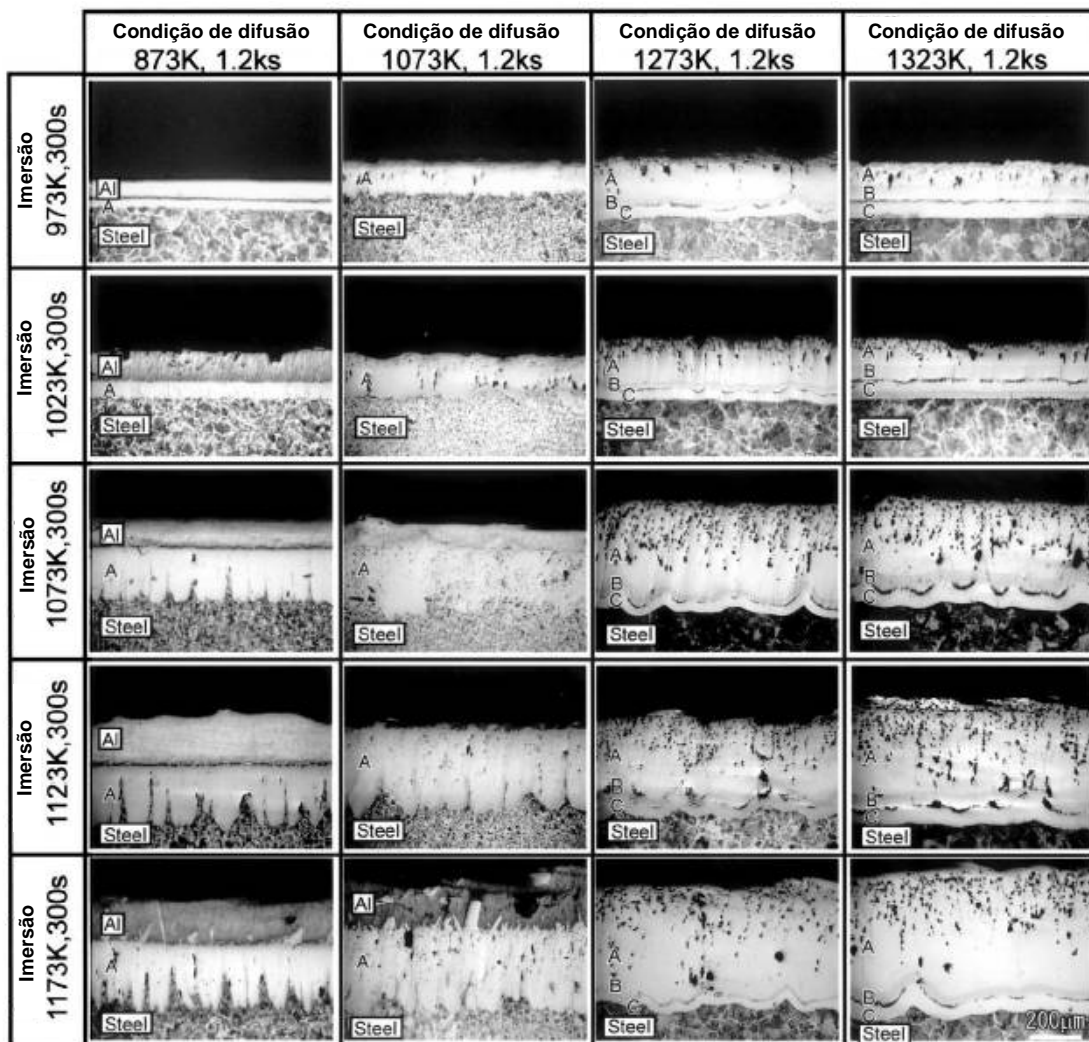 Condição de difusão
873K, 1.2ks
Condição de difusão
1073K, 1.2ks
Condição de difusão
1273K, 1.2ks
Condição de difusão
1323K, 1.2ks
Imersão
973K,300s
Al
A
Steel
A
Steel
A
B
C
Steel
A
B
C
Steel
Imersão
1023K,300s
Al
A
Steel
A
Steel
A
A
B
C
Steel
A
A
B
C
Steel
Imersão
1073K,300s
Al
A
Steel
A
Steel
A
B
C
Steel
A
B
C
Steel
Imersão
1123K,300s
Al
A
Steel
A
Steel
A
B
C
Steel
A
B
C
Steel
Imersão
1173K,300s
Al
A
Steel
Al
A
Steel
A
B
C
Steel
A
B
C
Steel
200μm